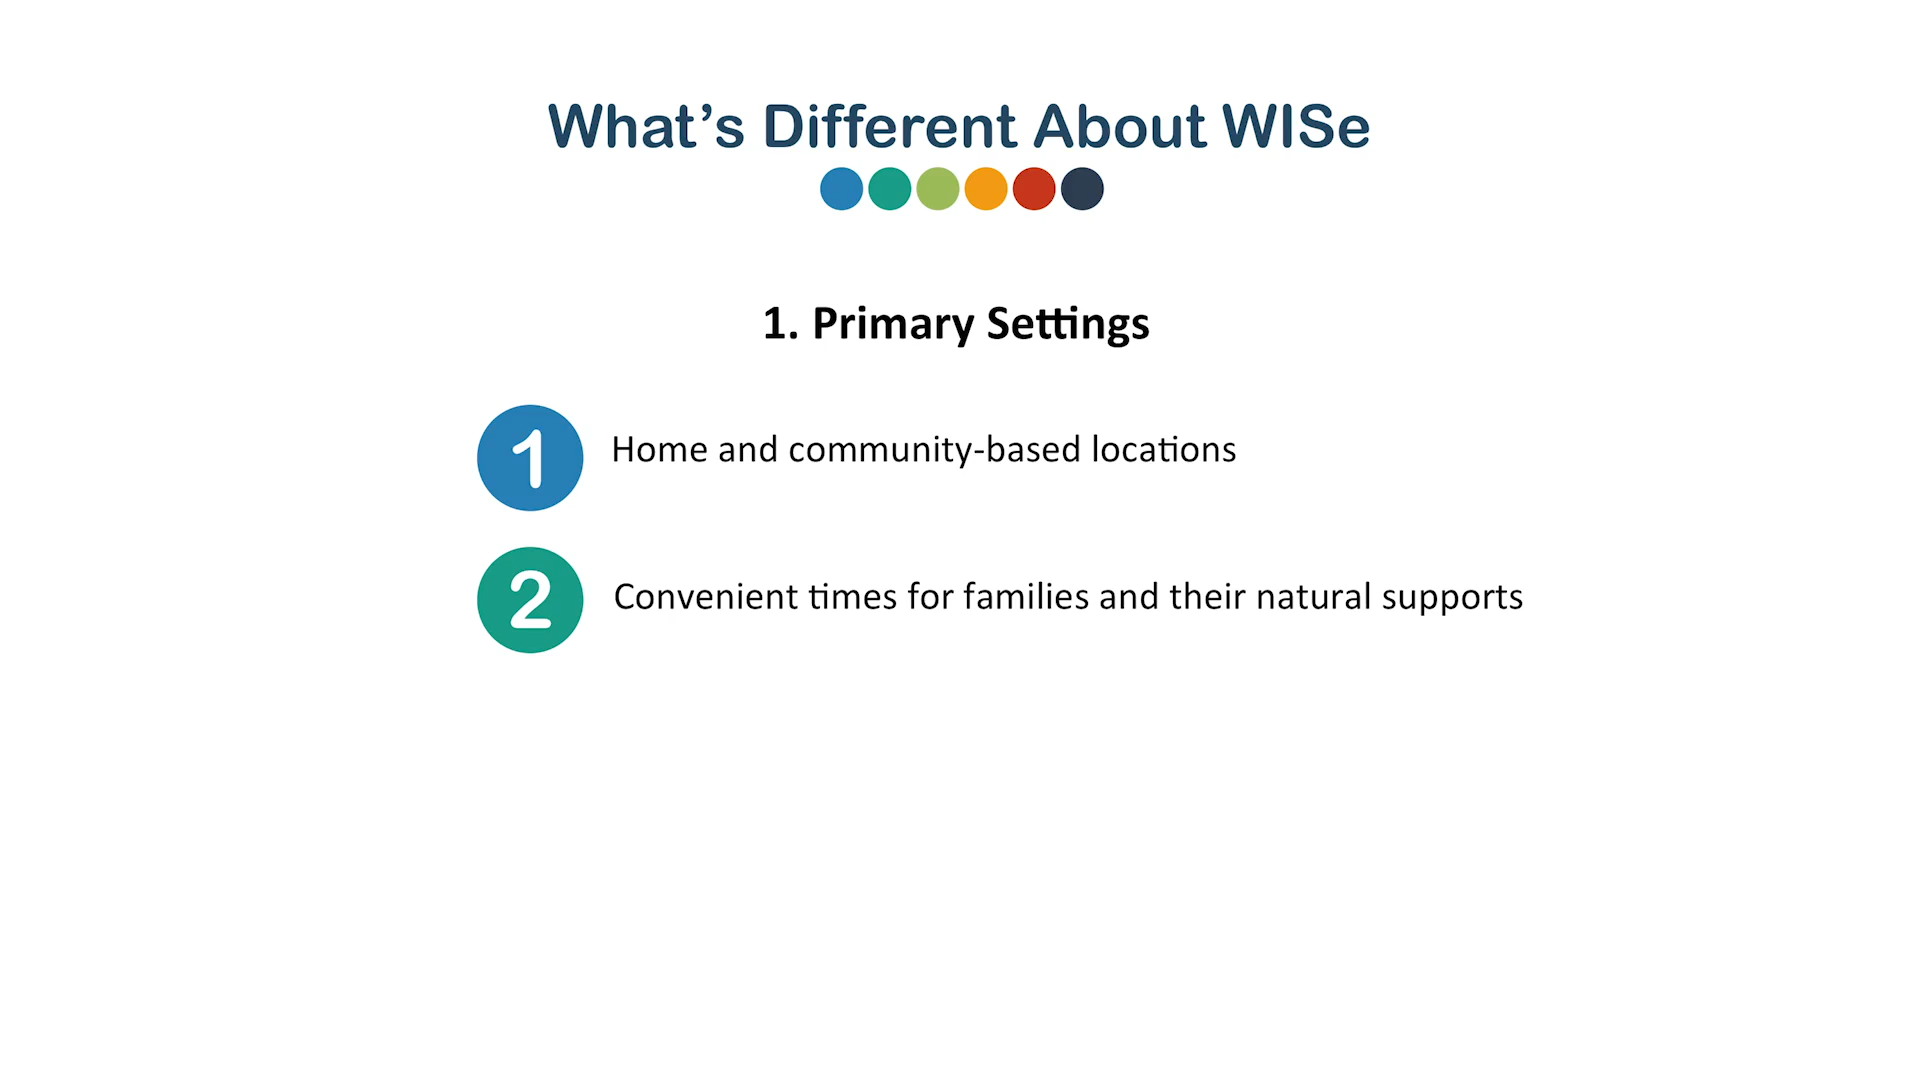 What’s Different About WISe
1. Primary Settings
1 Home and community-based locations
2 Convenient times for families and their natural supports